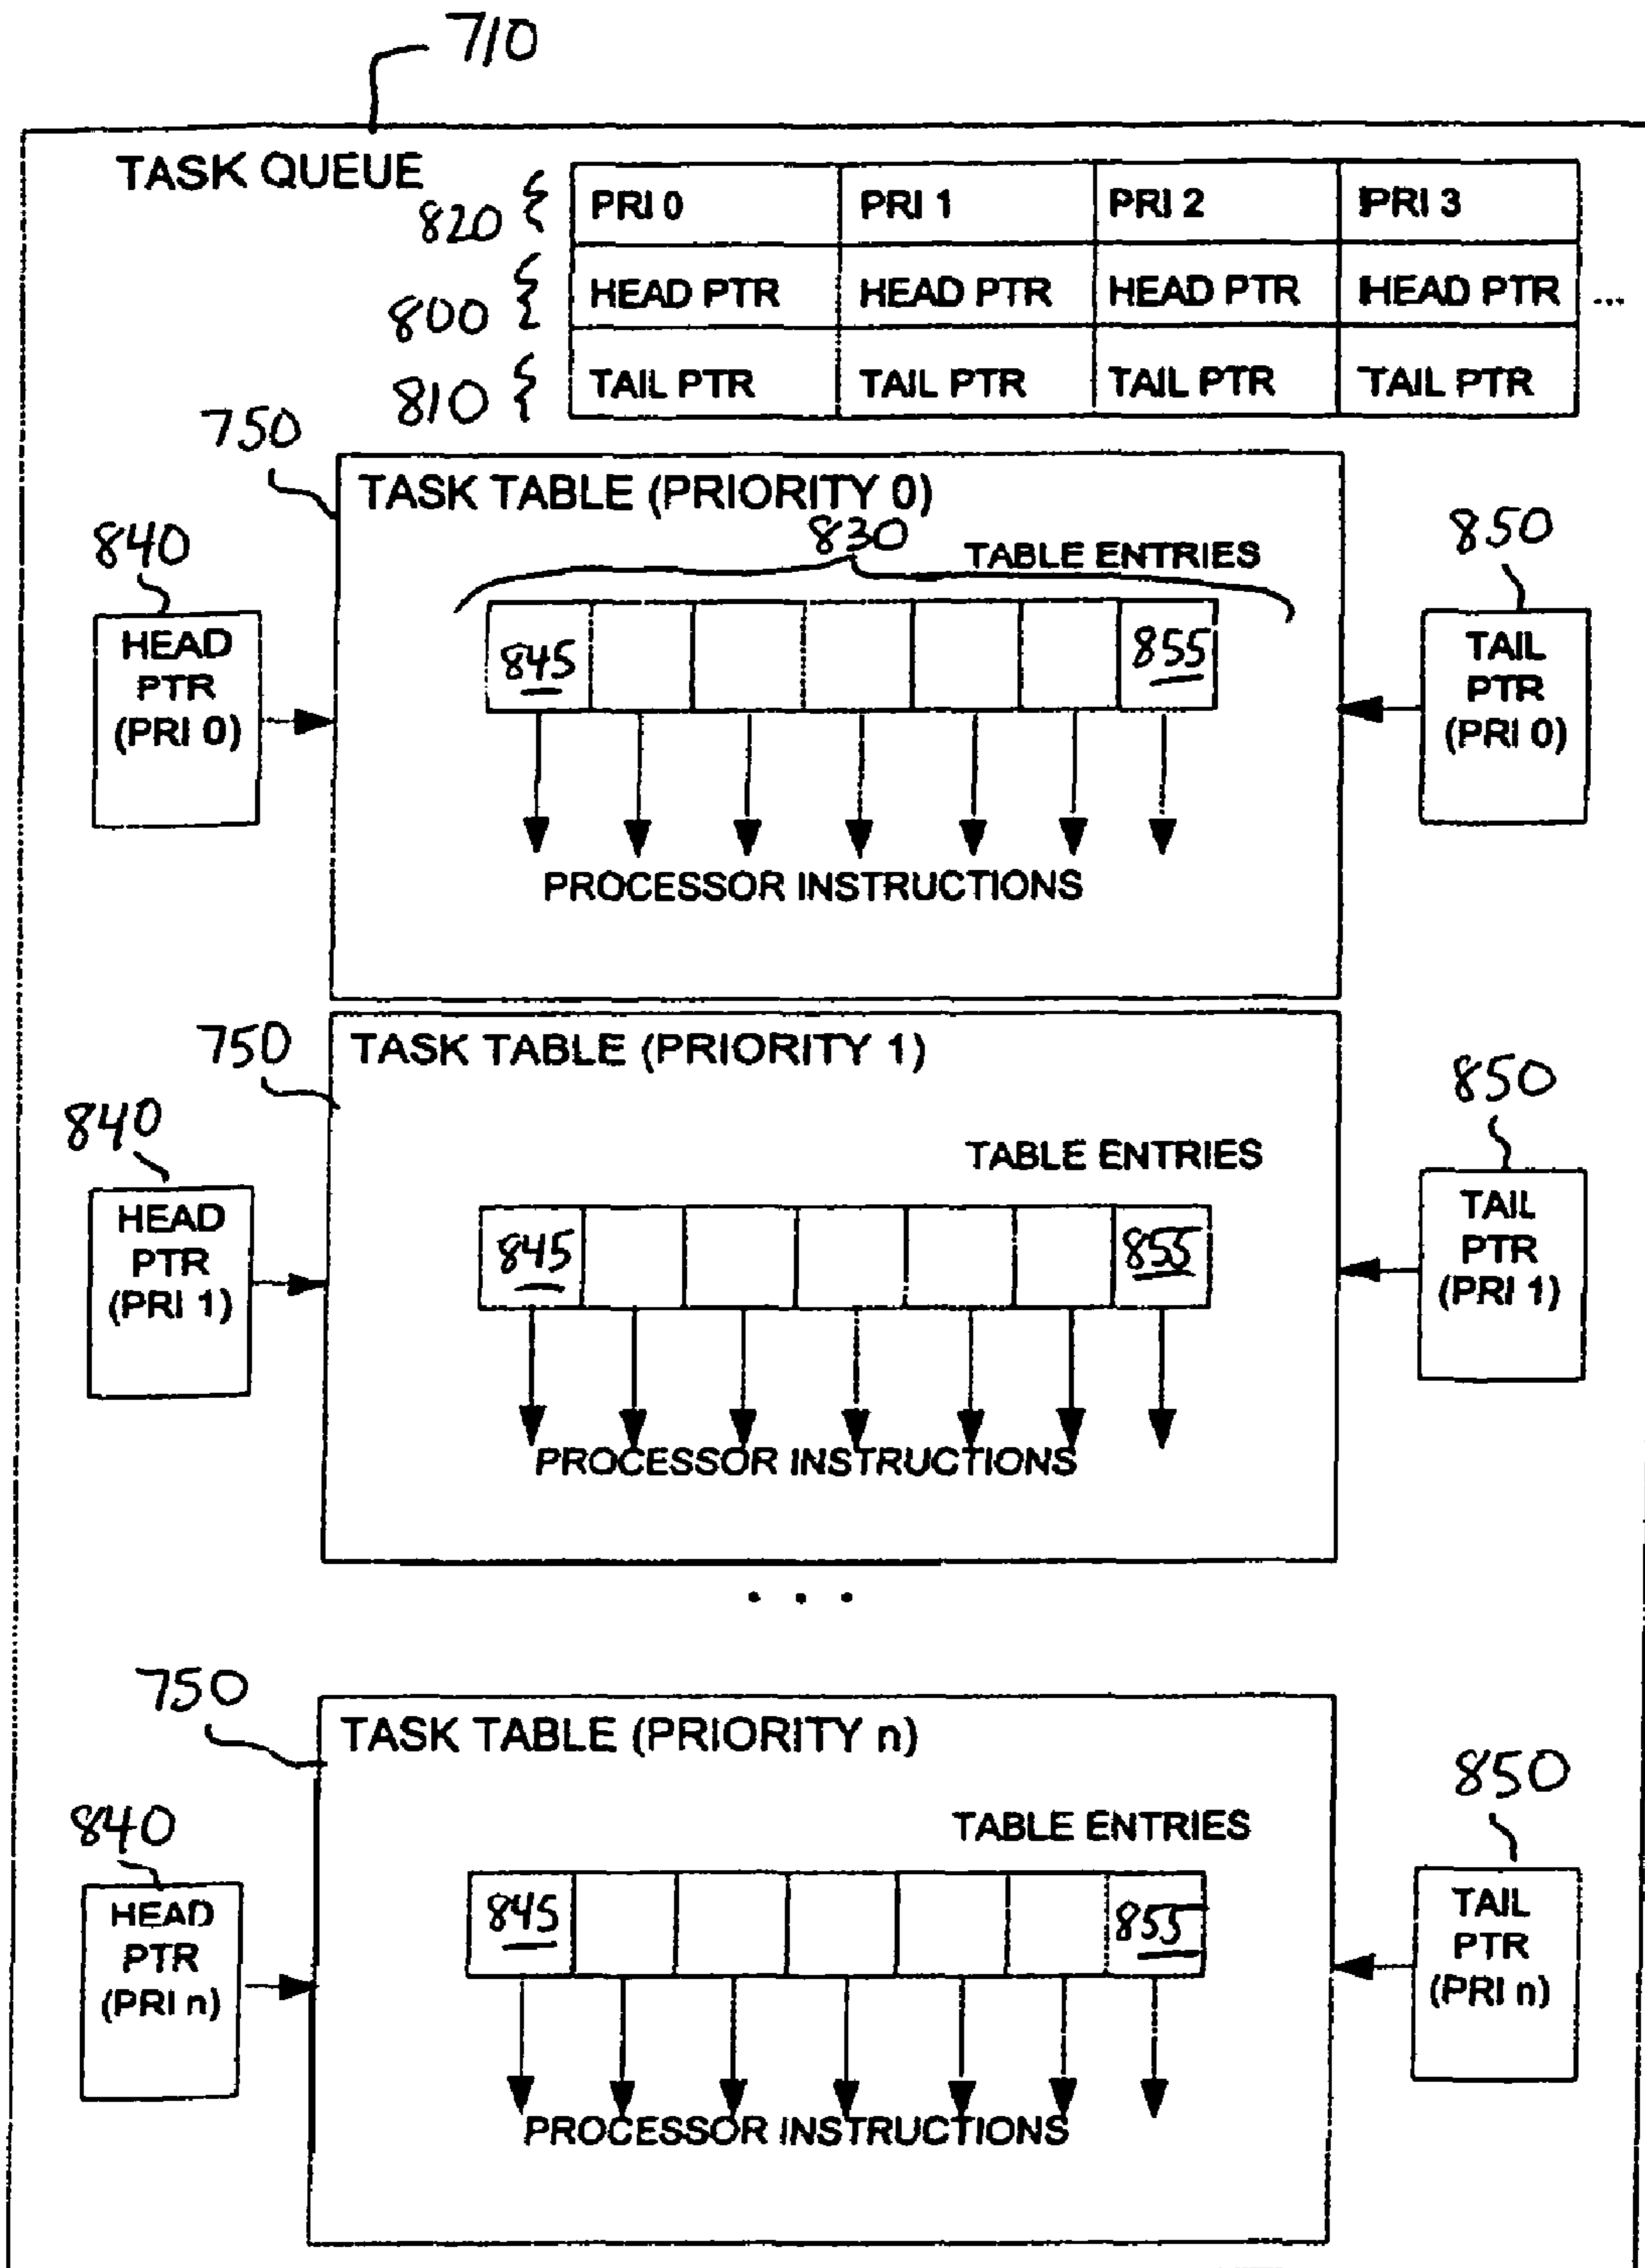 710
TASK QUEUE
820 { PRI 0 PRI 1 PRI 2 PRI 3
800 { HEAD PTR HEAD PTR HEAD PTR HEAD PTR ...
810 { TAIL PTR TAIL PTR TAIL PTR TAIL PTR
750
TASK TABLE (PRIORITY 0)
830
TABLE ENTRIES
840
HEAD
PTR
(PRI 0)
845
855
850
TAIL
PTR
(PRI 0)
PROCESSOR INSTRUCTIONS
750
TASK TABLE (PRIORITY 1)
TABLE ENTRIES
840
HEAD
PTR
(PRI 1)
845
855
850
TAIL
PTR
(PRI 1)
PROCESSOR INSTRUCTIONS
. . .
750
TASK TABLE (PRIORITY n)
TABLE ENTRIES
840
HEAD
PTR
(PRI n)
845
855
850
TAIL
PTR
(PRI n)
PROCESSOR INSTRUCTIONS